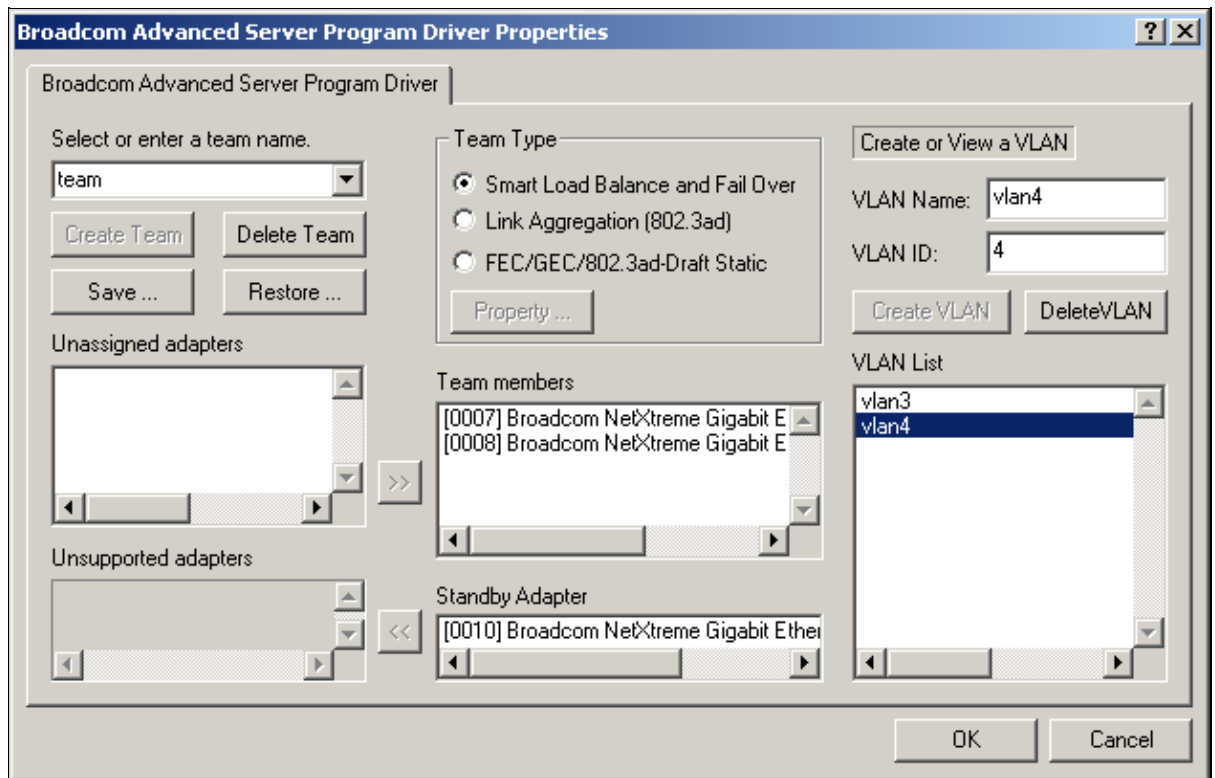 Broadcom Advanced Server Program Driver Properties
Broadcom Advanced Server Program Driver
Select or enter a team name.
team
Create Team
Delete Team
Save ...
Restore ...
Unassigned adapters
>>
Unsupported adapters
<<
Team Type
Smart Load Balance and Fail Over
Link Aggregation (802.3ad)
FEC/GEC/802.3ad-Draft Static
Property ...
Team members
[0007] Broadcom NetXtreme Gigabit E
[0008] Broadcom NetXtreme Gigabit E
Standby Adapter
[0010] Broadcom NetXtreme Gigabit Ether
Create or View a VLAN
VLAN Name:
vlan4
VLAN ID:
4
Create VLAN
DeleteVLAN
VLAN List
vlan3
vlan4
OK
Cancel